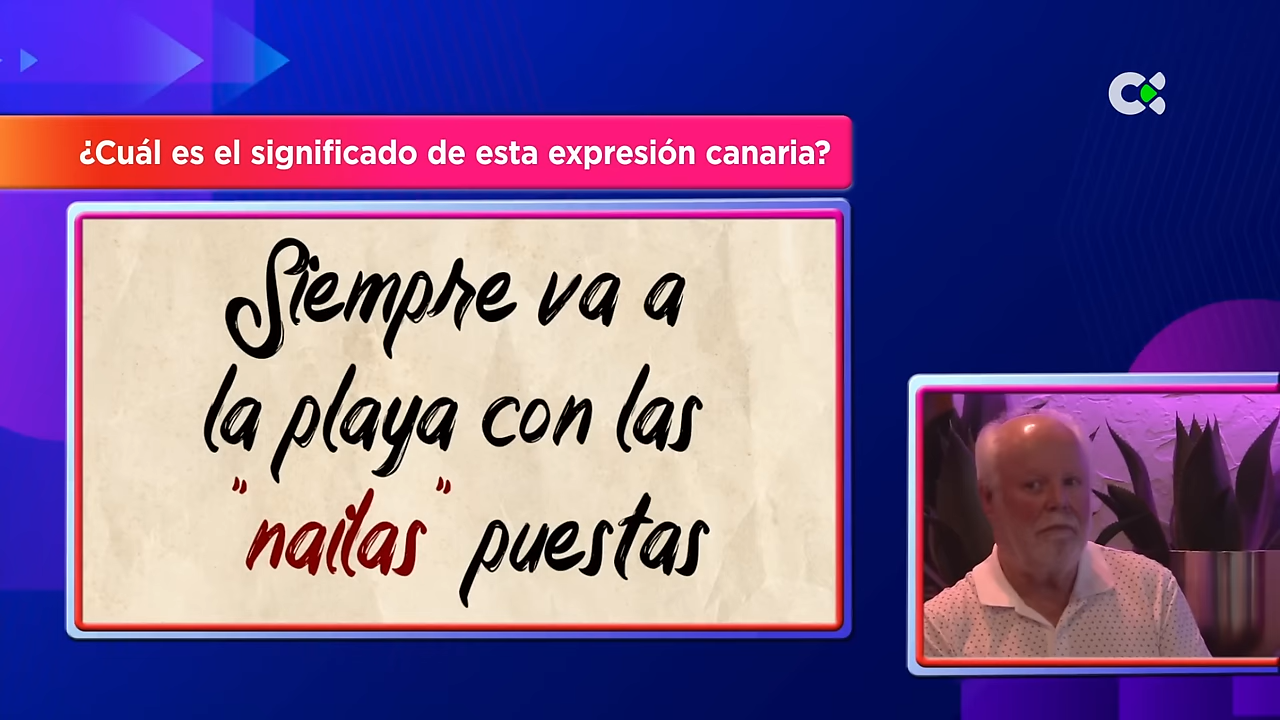 ¿Cuál es el significado de esta expresión canaria?
Siempre va a
la playa con las
"nailas" puestas